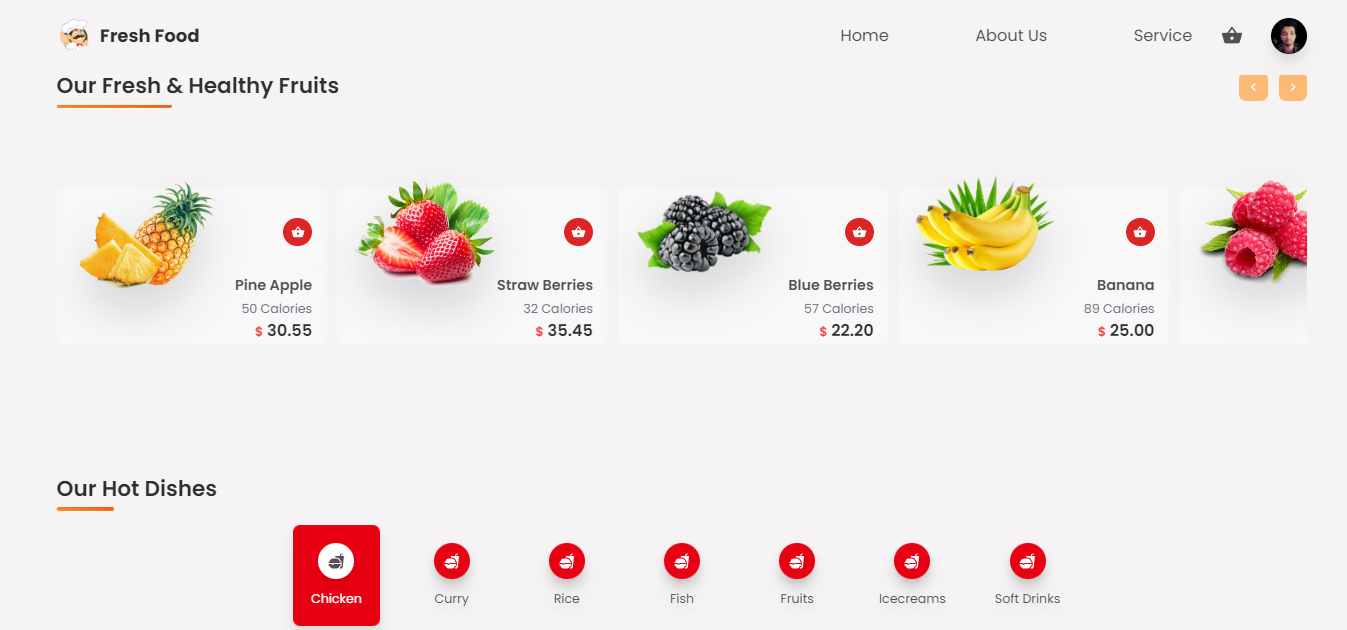 Fresh Food
Home
About Us
Service
Our Fresh & Healthy Fruits
Pine Apple
50 Calories
$ 30.55
Straw Berries
32 Calories
$ 35.45
Blue Berries
57 Calories
$ 22.20
Banana
89 Calories
$ 25.00
Our Hot Dishes
Chicken
Curry
Rice
Fish
Fruits
Icecreams
Soft Drinks